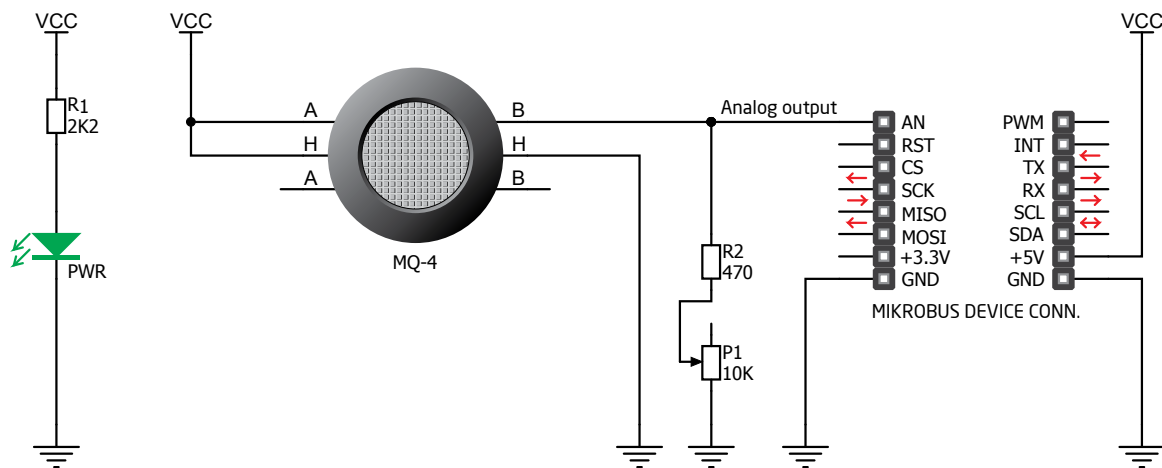 VCC
VCC
VCC
R1
2K2
PWR
A
H
A
B
H
B
MQ-4
Analog output
R2
470
P1
10K
AN
RST
CS
SCK
MISO
MOSI
+3.3V
GND
PWM
INT
TX
RX
SCL
SDA
+5V
GND
MIKROBUS DEVICE CONN.